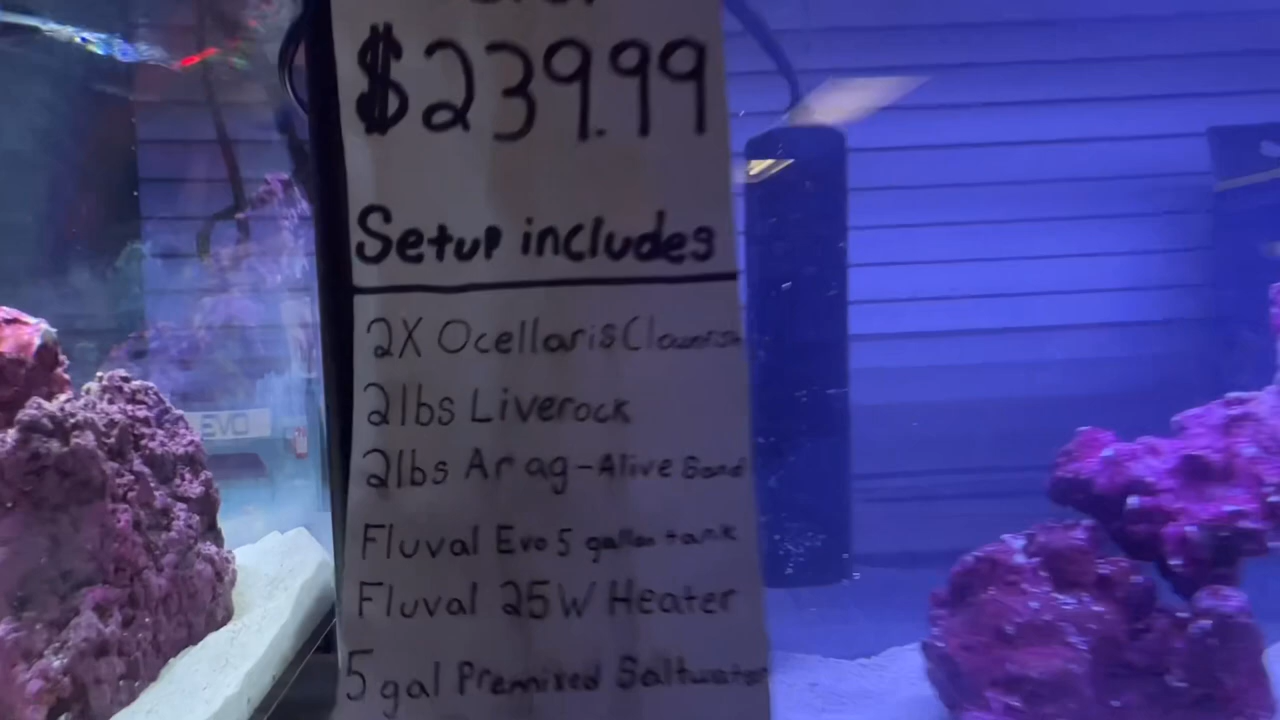 $239.99
Setup includes
2X Ocellaris Clownfish
2lbs Liverock
2lbs Arag-Alive Sand
Fluval Evo 5 gallon tank
Fluval 25W Heater
5 gal Premixed Saltwater
EVO